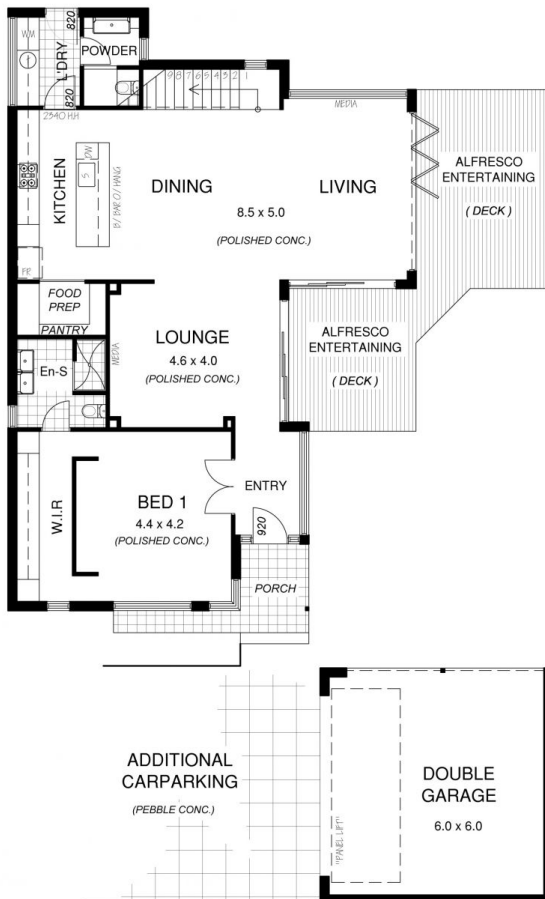 820
WM
L'DRY
POWDER
820
9 8 7 6 5 4 3 2 1
2340 H.H
MEDIA
KITCHEN
DW
S
B/BAR O/HANG
DINING
LIVING
8.5 x 5.0
(POLISHED CONC.)
ALFRESCO
ENTERTAINING
( DECK )
FR
FOOD
PREP
PANTRY
MEDIA
LOUNGE
4.6 x 4.0
(POLISHED CONC.)
ALFRESCO
ENTERTAINING
( DECK )
En-S
W.I.R
BED 1
4.4 x 4.2
(POLISHED CONC.)
ENTRY
920
PORCH
ADDITIONAL
CARPARKING
(PEBBLE CONC.)
"PANEL LIFT"
DOUBLE
GARAGE
6.0 x 6.0